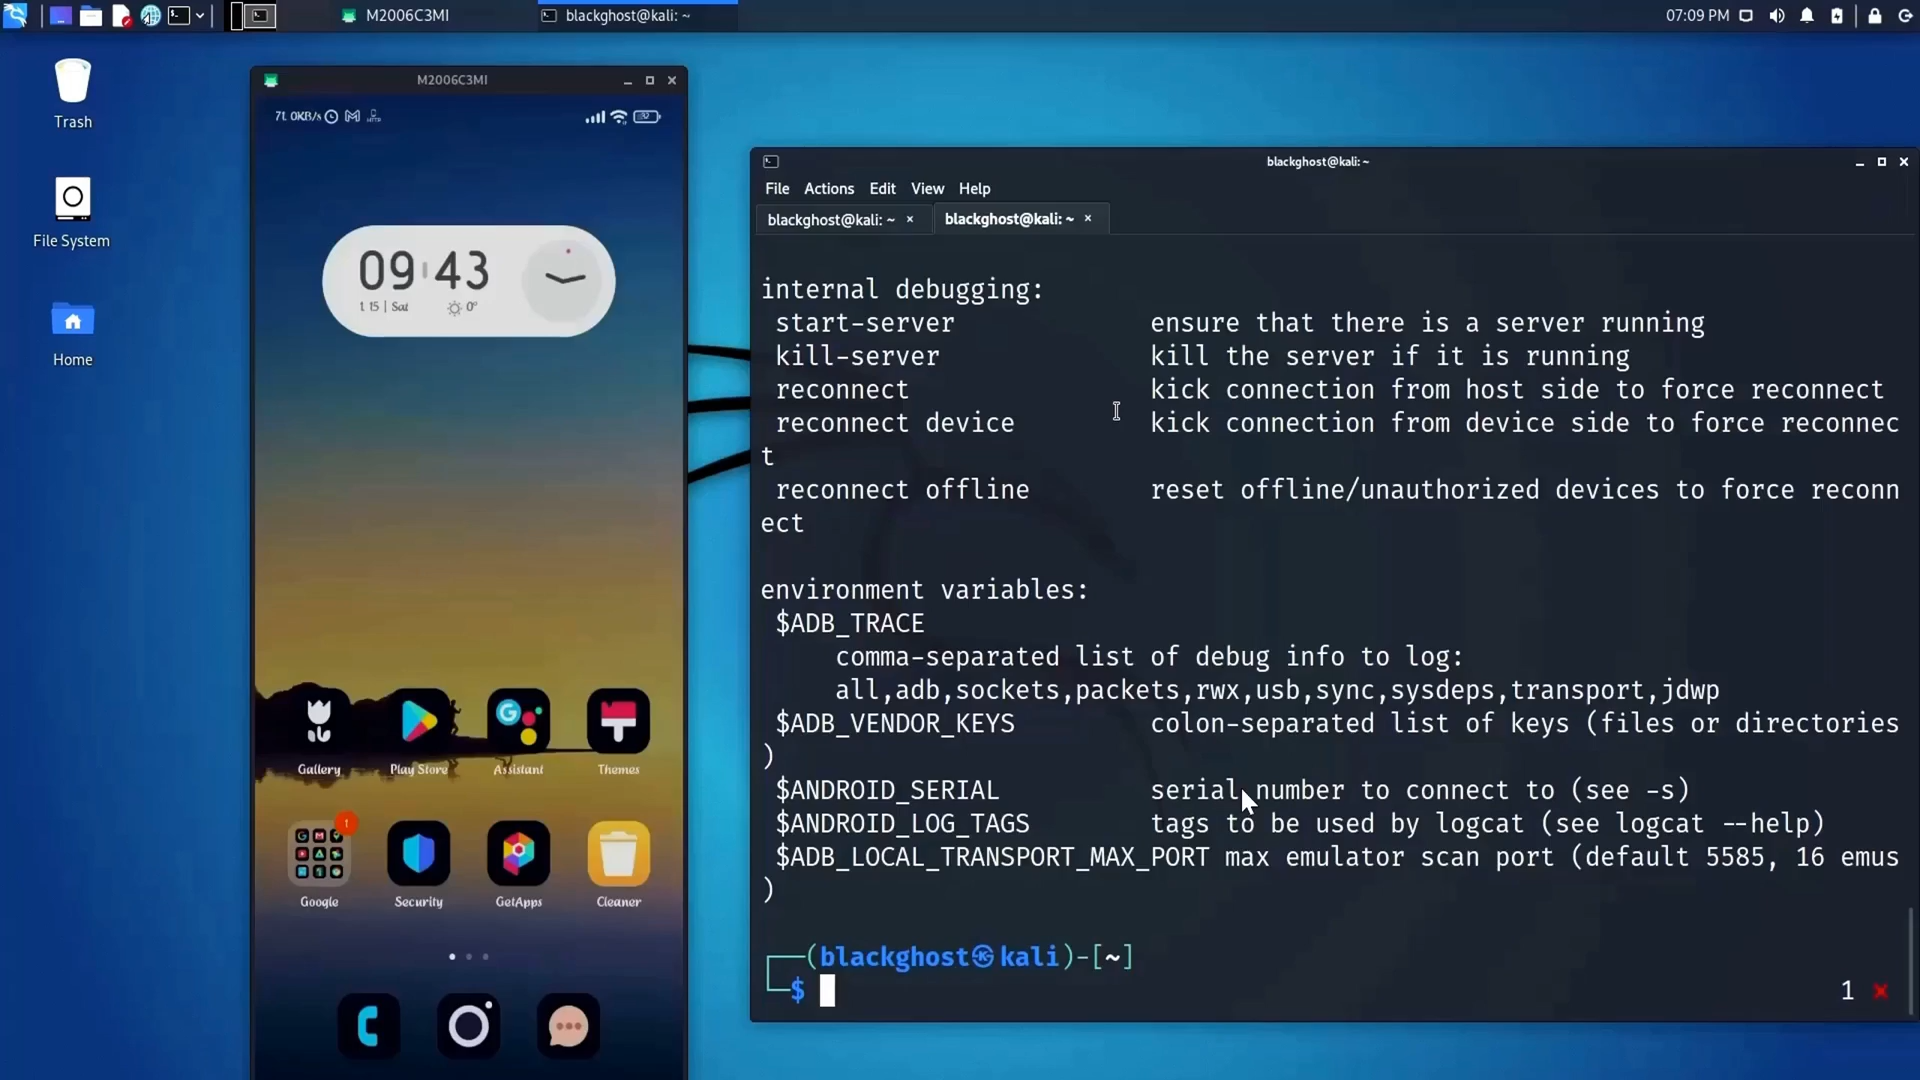 M2006C3MI
blackghost@kali: ~
07:09 PM
Trash
File System
Home
M2006C3MI
71.0KB/s
09 43
1 15 | Sat
0°
Gallery
Play Store
Assistant
Themes
1
Google
Security
GetApps
Cleaner
blackghost@kali: ~
File Actions Edit View Help
blackghost@kali: ~ ×
blackghost@kali: ~ ×
internal debugging:
start-server ensure that there is a server running
kill-server kill the server if it is running
reconnect kick connection from host side to force reconnect
reconnect device kick connection from device side to force reconnec
t
reconnect offline reset offline/unauthorized devices to force reconn
ect
environment variables:
$ADB_TRACE
comma-separated list of debug info to log:
all,adb,sockets,packets,rwx,usb,sync,sysdeps,transport,jdwp
$ADB_VENDOR_KEYS colon-separated list of keys (files or directories
)
$ANDROID_SERIAL serial number to connect to (see -s)
$ANDROID_LOG_TAGS tags to be used by logcat (see logcat --help)
$ADB_LOCAL_TRANSPORT_MAX_PORT max emulator scan port (default 5585, 16 emus
)
(blackghost㉿kali)-[~]
$
1 ✗